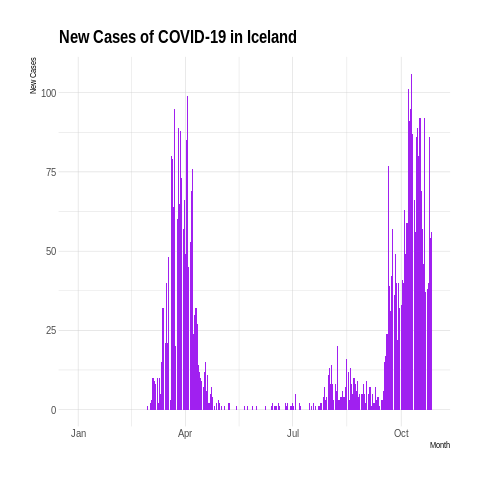 New Cases of COVID-19 in Iceland
New Cases
100
75
50
25
0
Jan Apr Jul Oct
Month